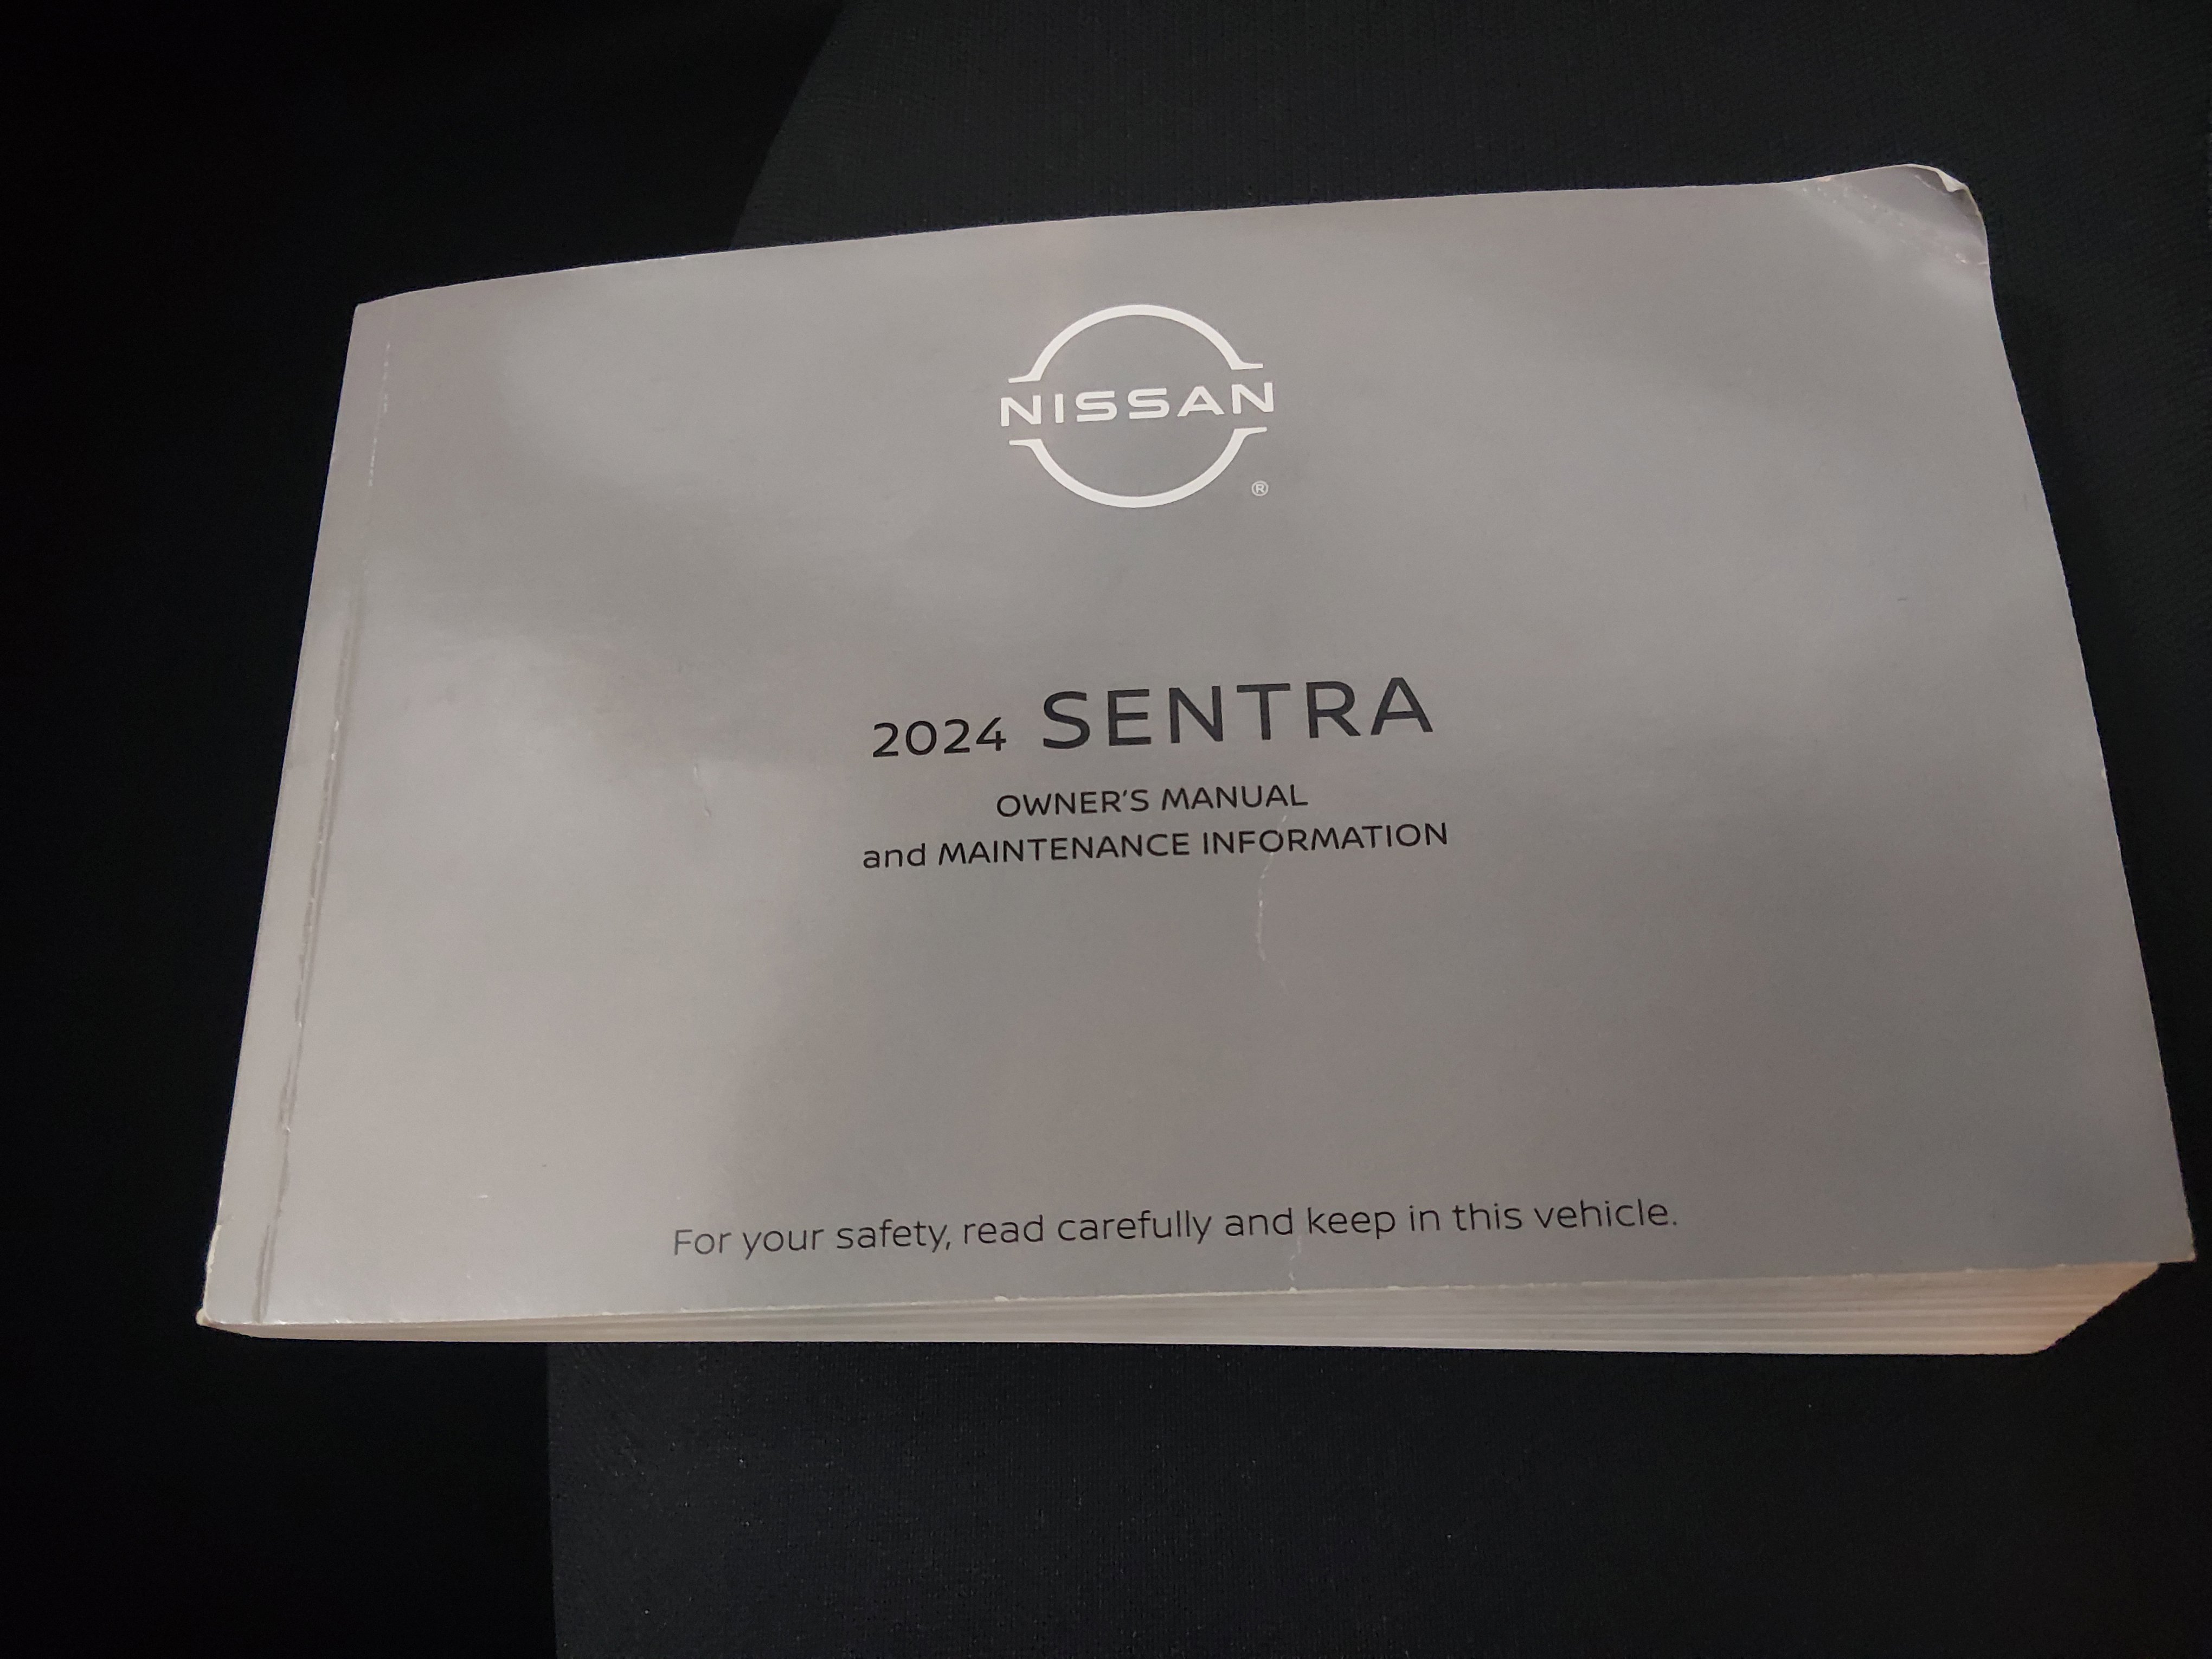 NISSAN
®
2024 SENTRA
OWNER'S MANUAL
and MAINTENANCE INFORMATION
For your safety, read carefully and keep in this vehicle.